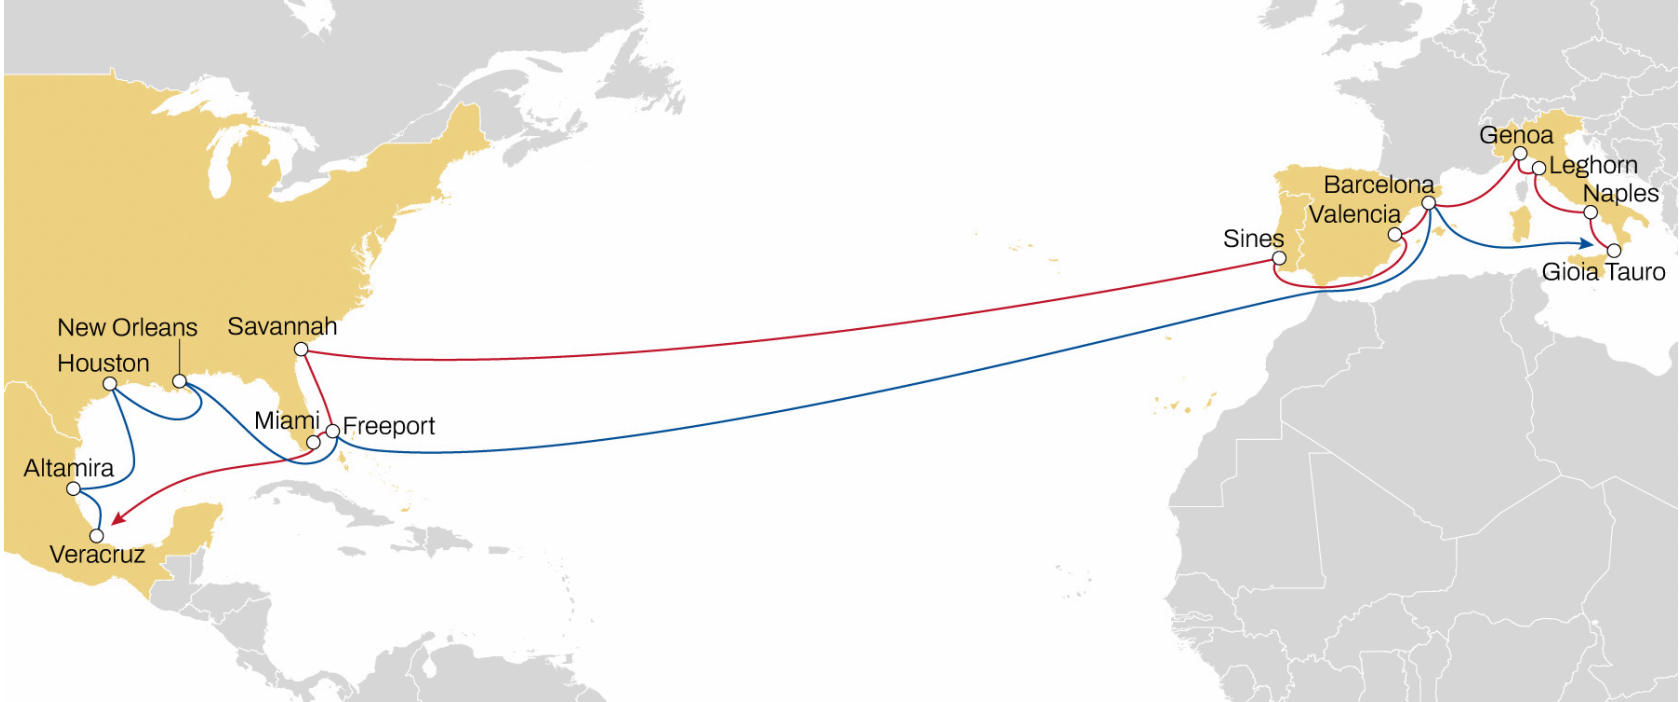 Genoa
Leghorn
Barcelona
Naples
Valencia
Sines
Gioia Tauro
New Orleans
Savannah
Houston
Miami
Freeport
Altamira
Veracruz